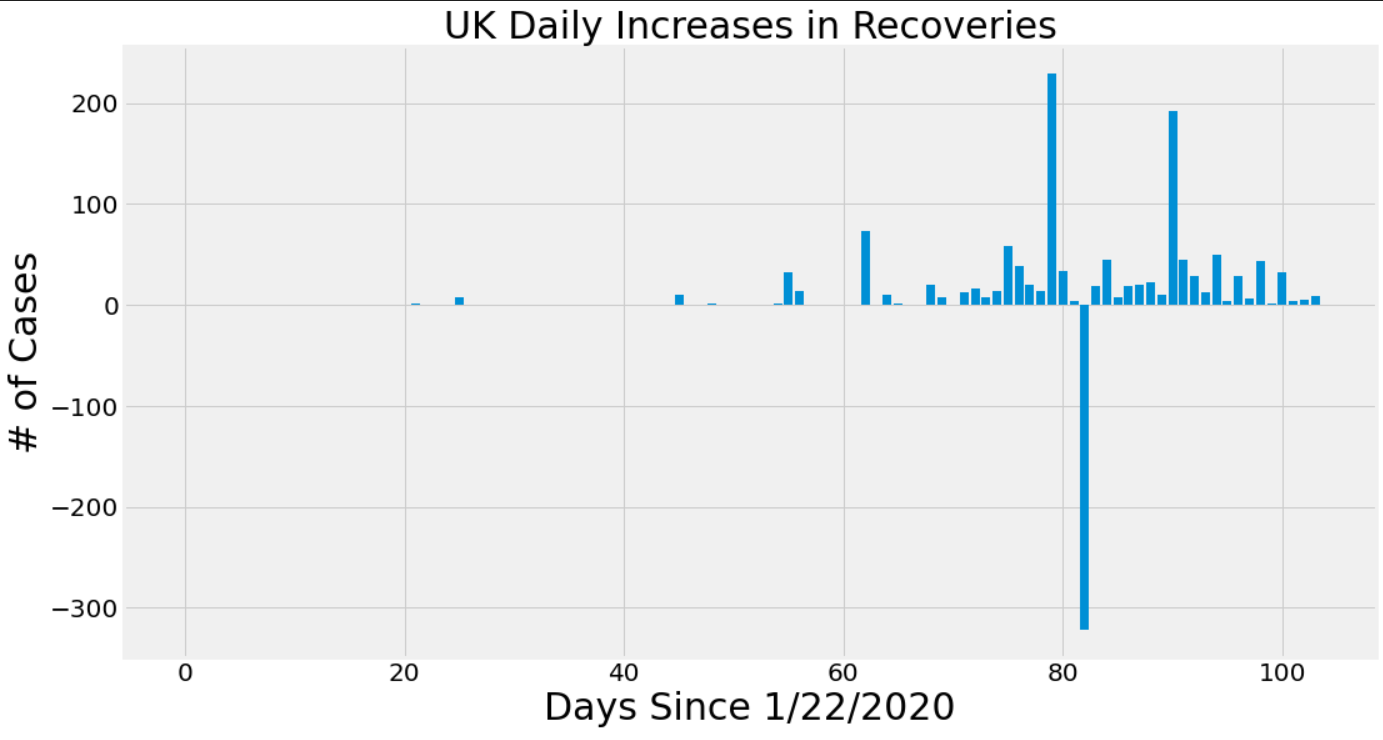 UK Daily Increases in Recoveries
200
100
0
−100
−200
−300
# of Cases
0 20 40 60 80 100
Days Since 1/22/2020